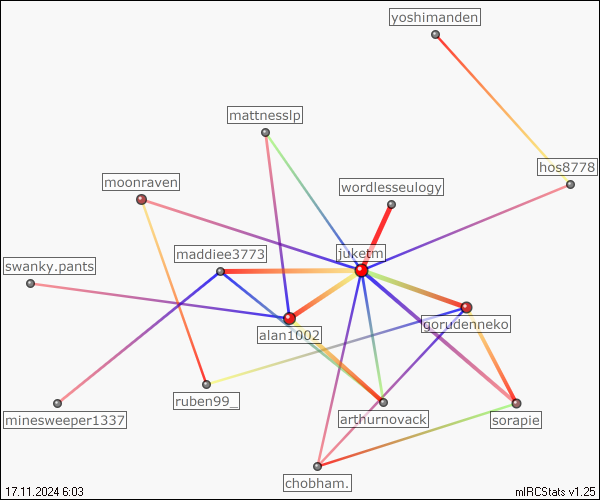 yoshimanden
mattnesslp
hos8778
moonraven
wordlesseulogy
maddiee3773
juketm
swanky.pants
alan1002
gorudenneko
ruben99_
minesweeper1337
arthurnovack
sorapie
chobham.
17.11.2024 6:03
mIRCStats v1.25